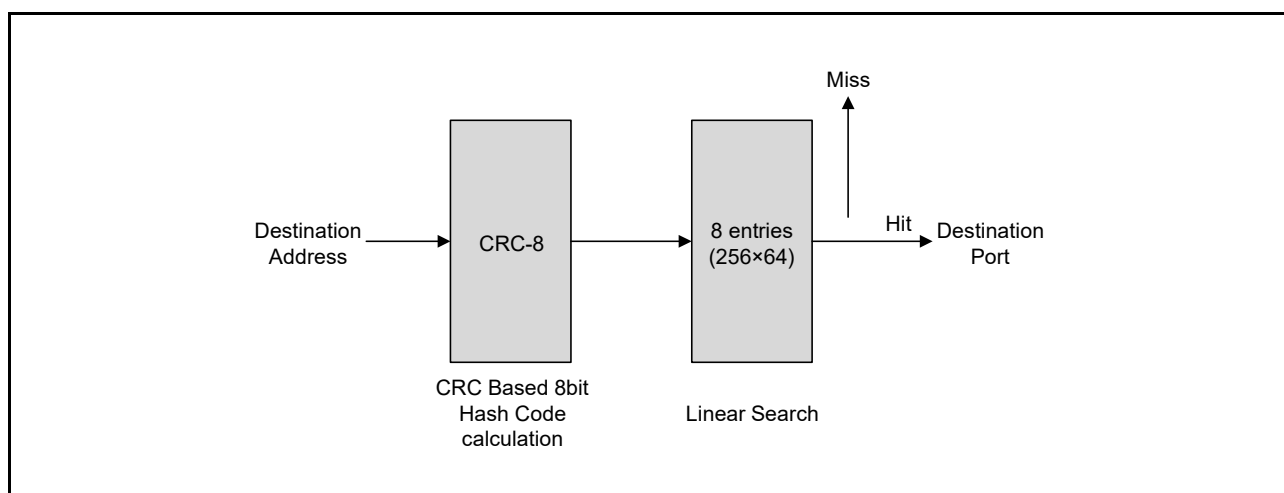 Miss
Destination
Address
CRC-8
8 entries
(256×64)
Hit
Destination
Port
CRC Based 8bit
Hash Code
calculation
Linear Search